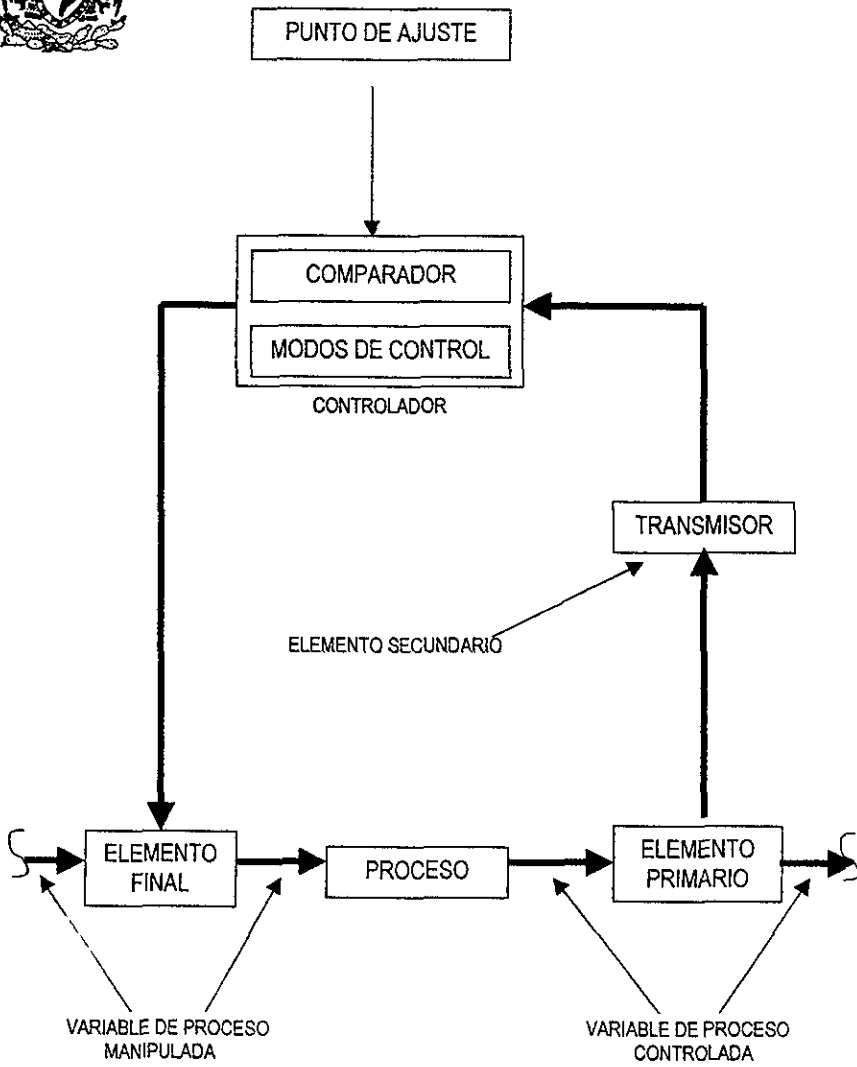 PUNTO DE AJUSTE
COMPARADOR
MODOS DE CONTROL
CONTROLADOR
TRANSMISOR
ELEMENTO SECUNDARIO
ELEMENTO
FINAL
PROCESO
ELEMENTO
PRIMARIO
VARIABLE DE PROCESO
MANIPULADA
VARIABLE DE PROCESO
CONTROLADA